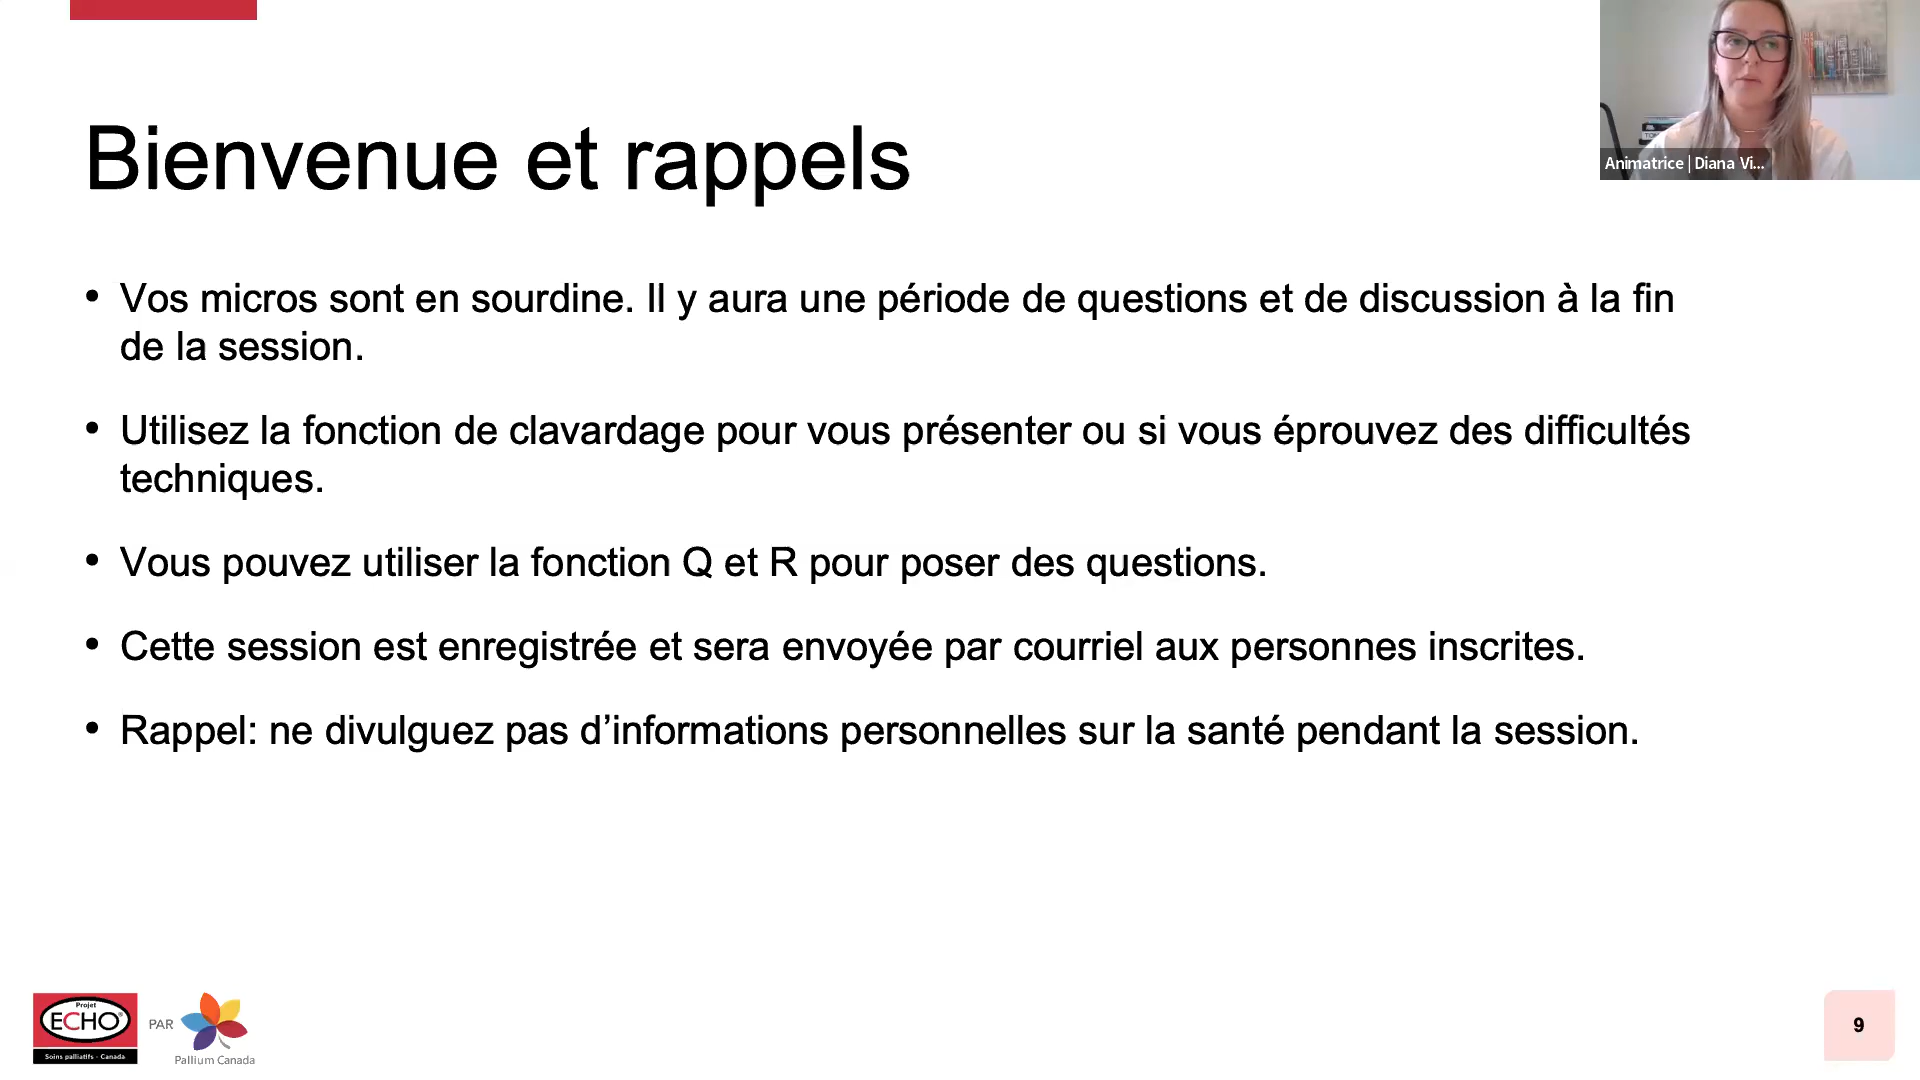 Bienvenue et rappels
Animatrice | Diana Vi...
• Vos micros sont en sourdine. Il y aura une période de questions et de discussion à la fin
de la session.
• Utilisez la fonction de clavardage pour vous présenter ou si vous éprouvez des difficultés
techniques.
• Vous pouvez utiliser la fonction Q et R pour poser des questions.
• Cette session est enregistrée et sera envoyée par courriel aux personnes inscrites.
• Rappel: ne divulguez pas d’informations personnelles sur la santé pendant la session.
Projet
ECHO®
Soins palliatifs - Canada
PAR
Pallium Canada
9